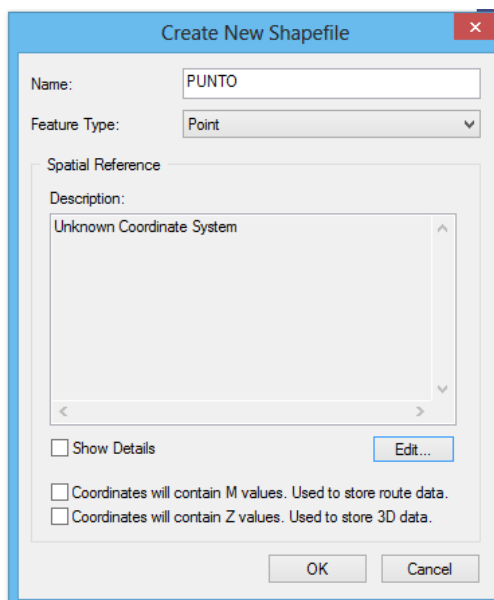 Create New Shapefile
Name: PUNTO
Feature Type: Point
Spatial Reference
Description:
Unknown Coordinate System
Show Details
Edit...
Coordinates will contain M values. Used to store route data.
Coordinates will contain Z values. Used to store 3D data.
OK Cancel